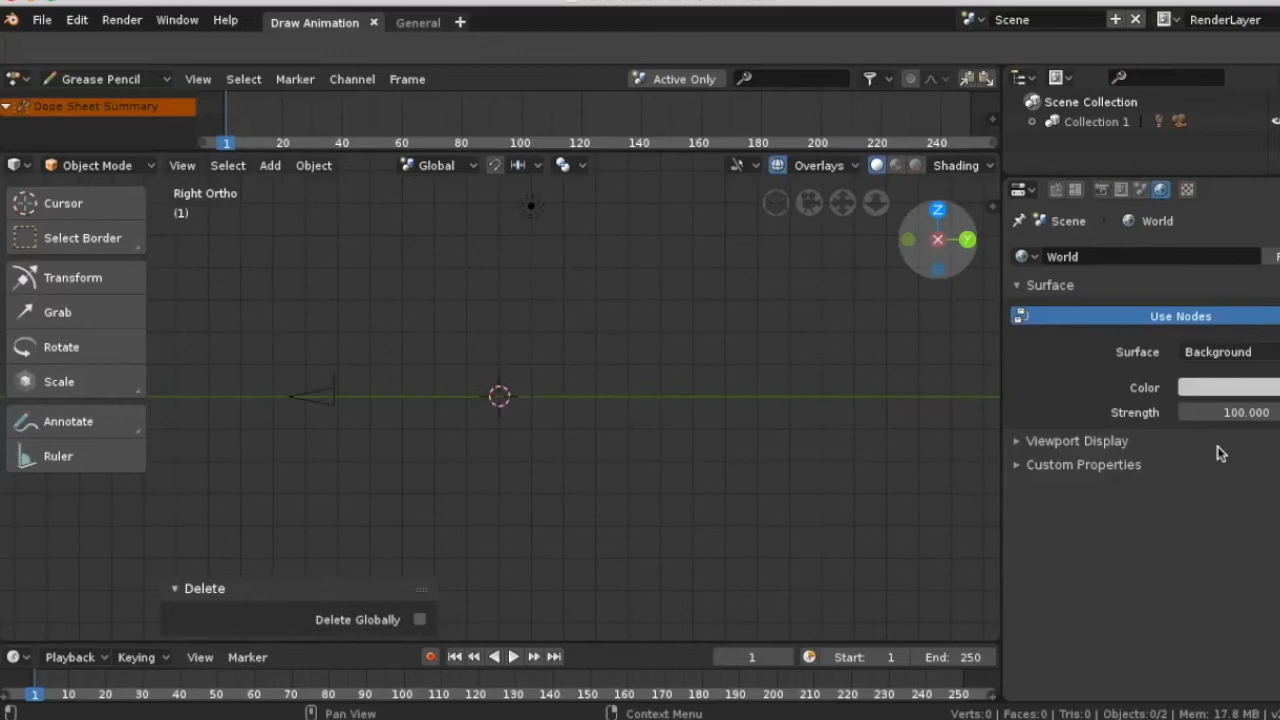 File Edit Render Window Help Draw Animation General Scene RenderLayer
Grease Pencil View Select Marker Channel Frame Active Only
Dope Sheet Summary
Scene Collection
Collection 1
1 20 40 60 80 100 120 140 160 180 200 220 240
Object Mode View Select Add Object Global Overlays Shading
Right Ortho
(1)
Cursor
Select Border
Transform
Grab
Rotate
Scale
Annotate
Ruler
Z
X
Y
Scene World
World
Surface
Use Nodes
Surface Background
Color
Strength 100.000
Viewport Display
Custom Properties
Delete
Delete Globally
Playback Keying View Marker 1 Start: 1 End: 250
1 10 20 30 40 50 60 70 80 90 100 110 120 130 140 150 160 170 180 190 200 210 220 230 240 250
Pan View Context Menu Verts:0 | Faces:0 | Tris:0 | Objects:0/2 | Mem: 17.8 MB